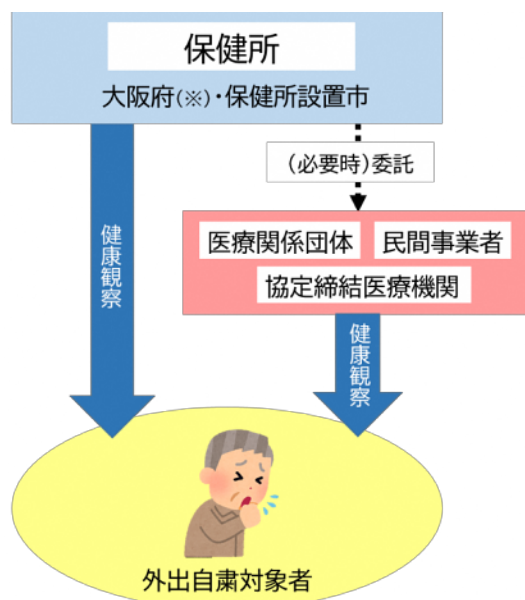 保健所
大阪府(※)・保健所設置市
(必要時)委託
医療関係団体 民間事業者
協定締結医療機関
健康観察
健康観察
外出自粛対象者